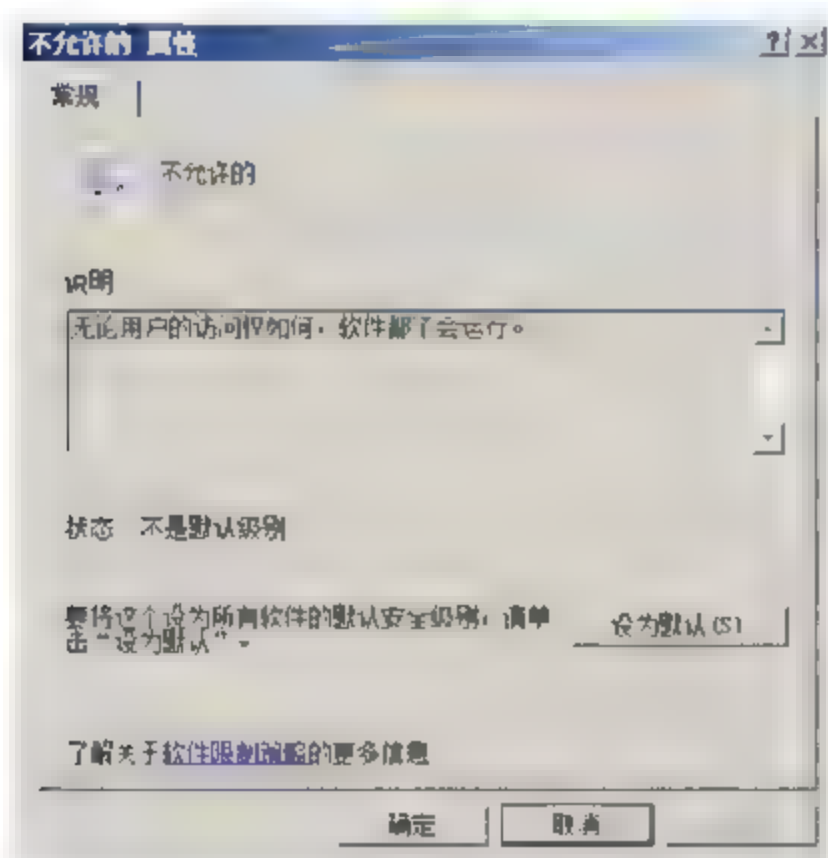 不允许的 属性
常规
不允许的
说明
无论用户的访问权如何，软件都不会运行。
状态 不是默认级别
要将这个设为所有软件的默认安全级别，请单
击“设为默认”。
设为默认(S)
了解关于软件限制策略的更多信息
确定
取消